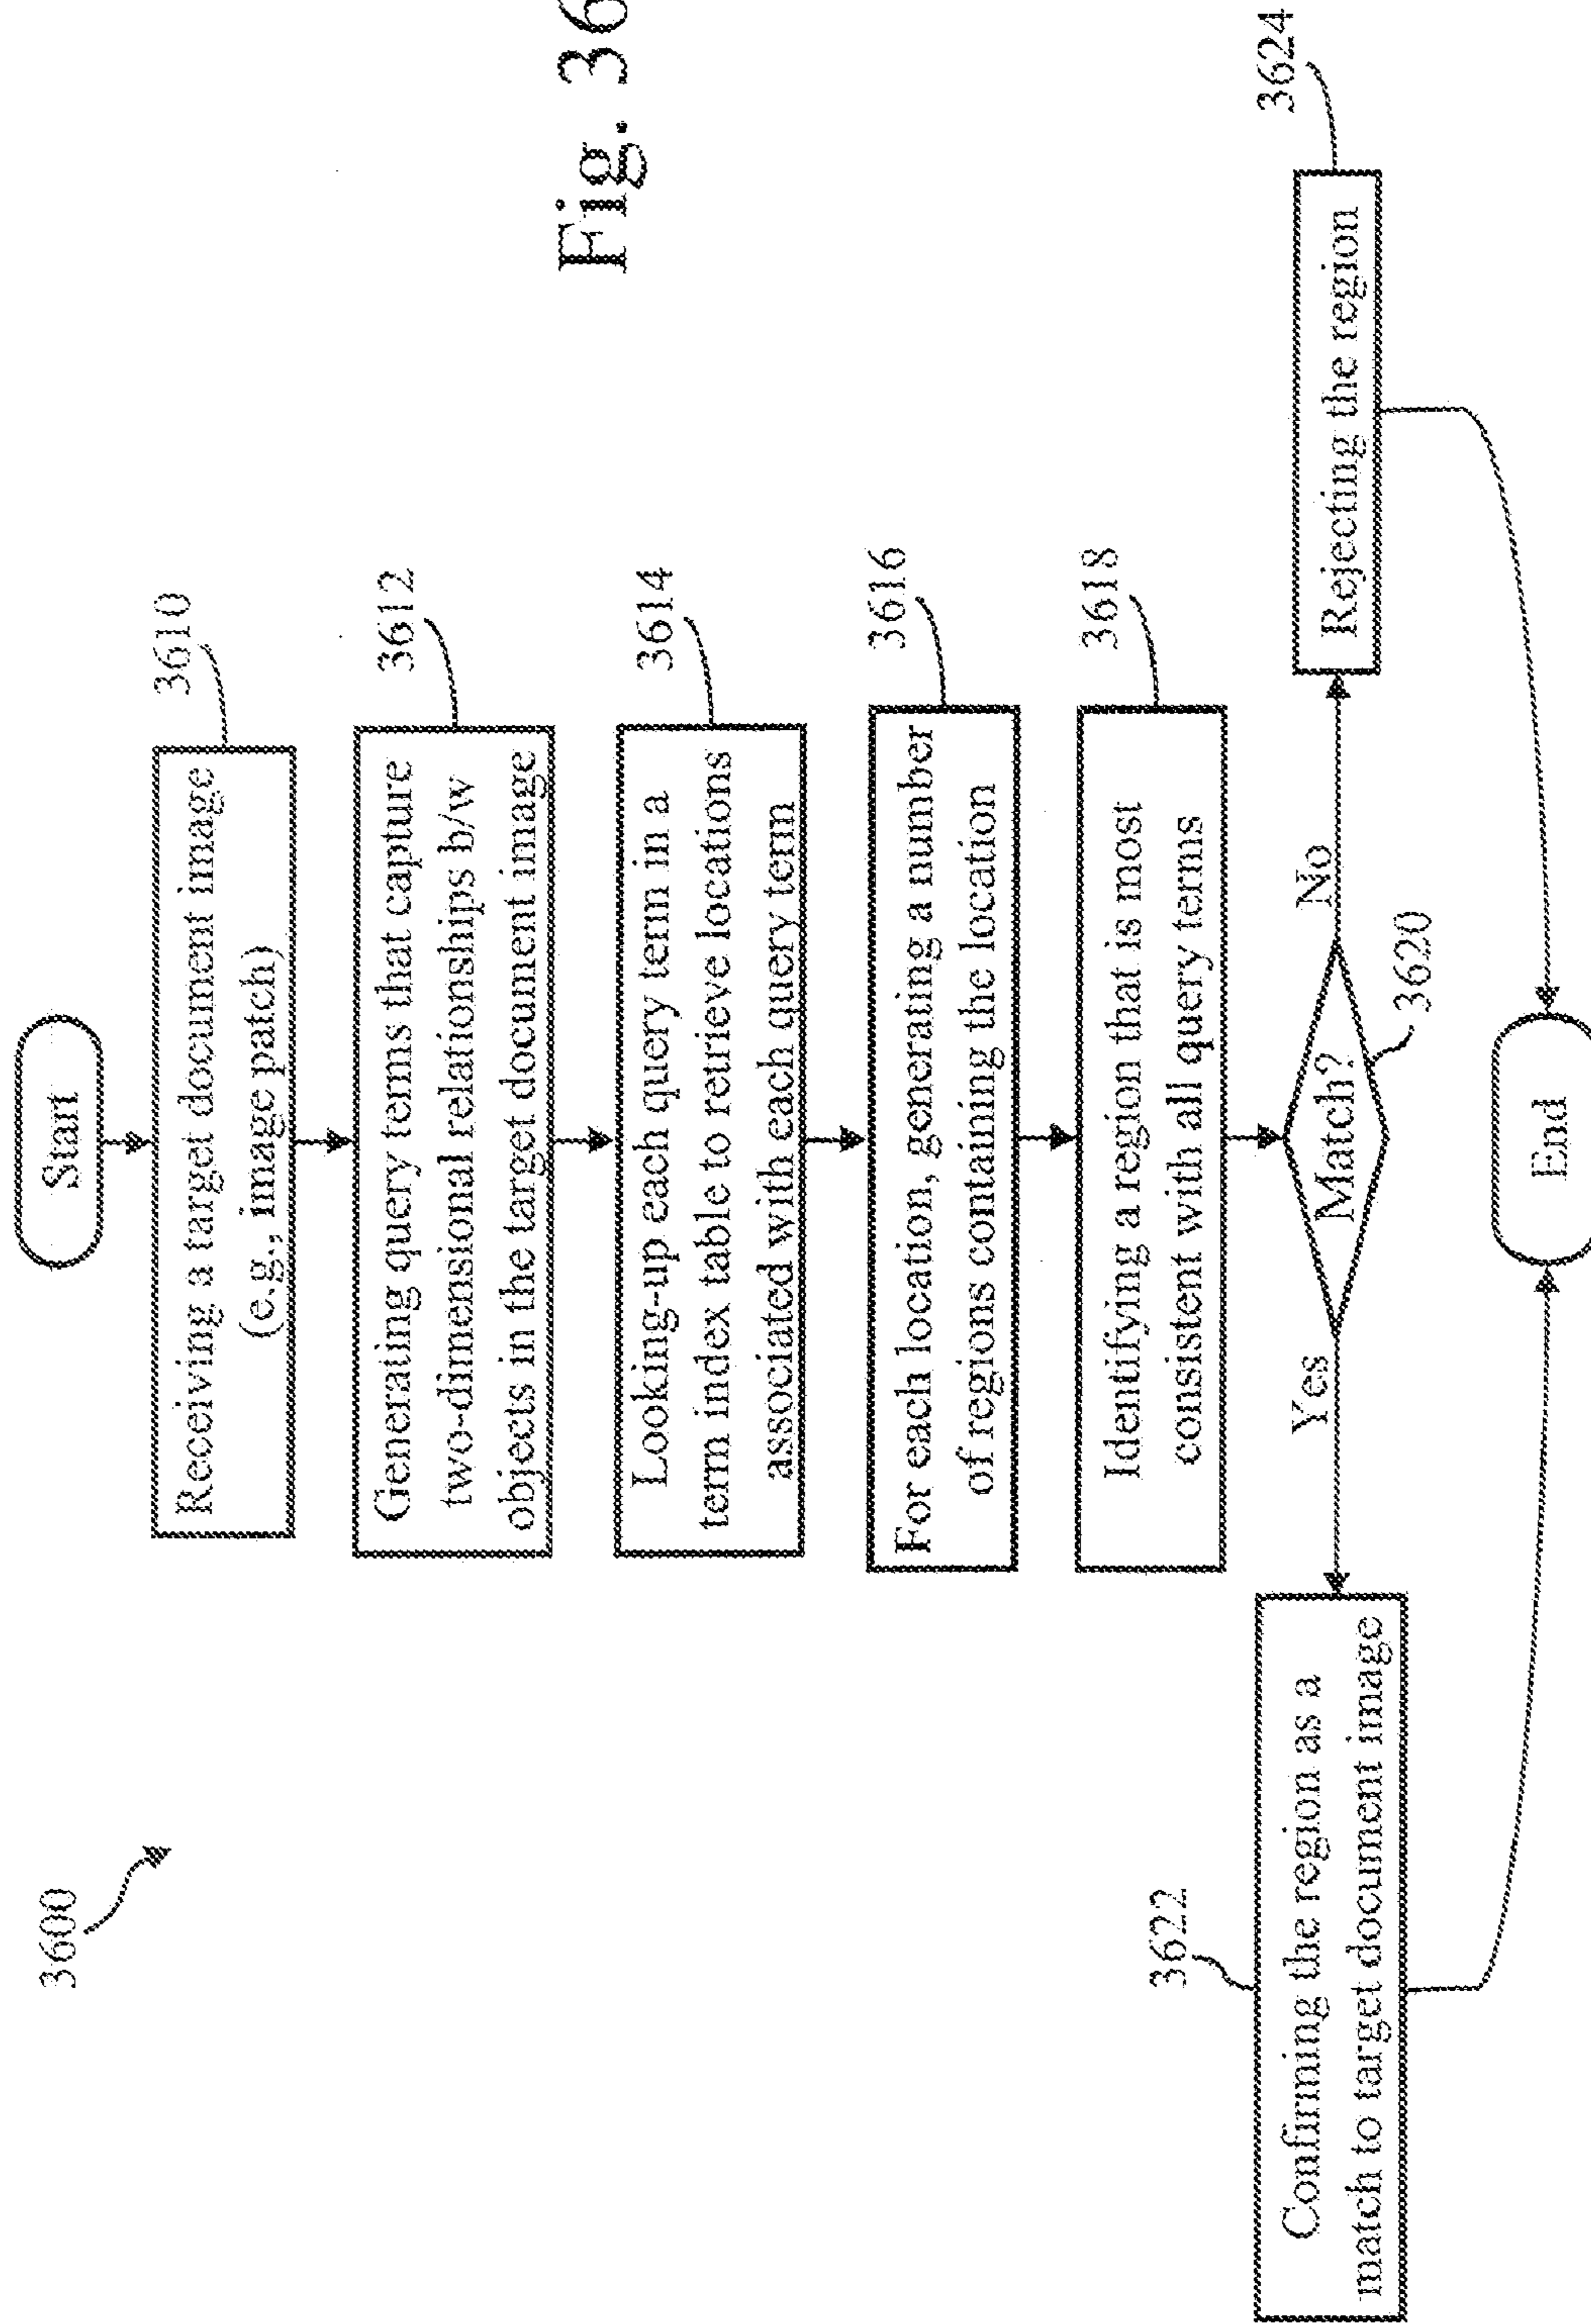 3600
Start
Receiving a target document image
(e.g., image patch)
3610
Generating query terms that capture
two-dimensional relationships b/w
objects in the target document image
3612
Looking-up each query term in a
term index table to retrieve locations
associated with each query term
3614
For each location, generating a number
of regions containing the location
3616
Identifying a region that is most
consistent with all query terms
3618
Match?
3620
Yes
No
3622
Confirming the region as a
match to target document image
Rejecting the region
3624
End
Fig. 36